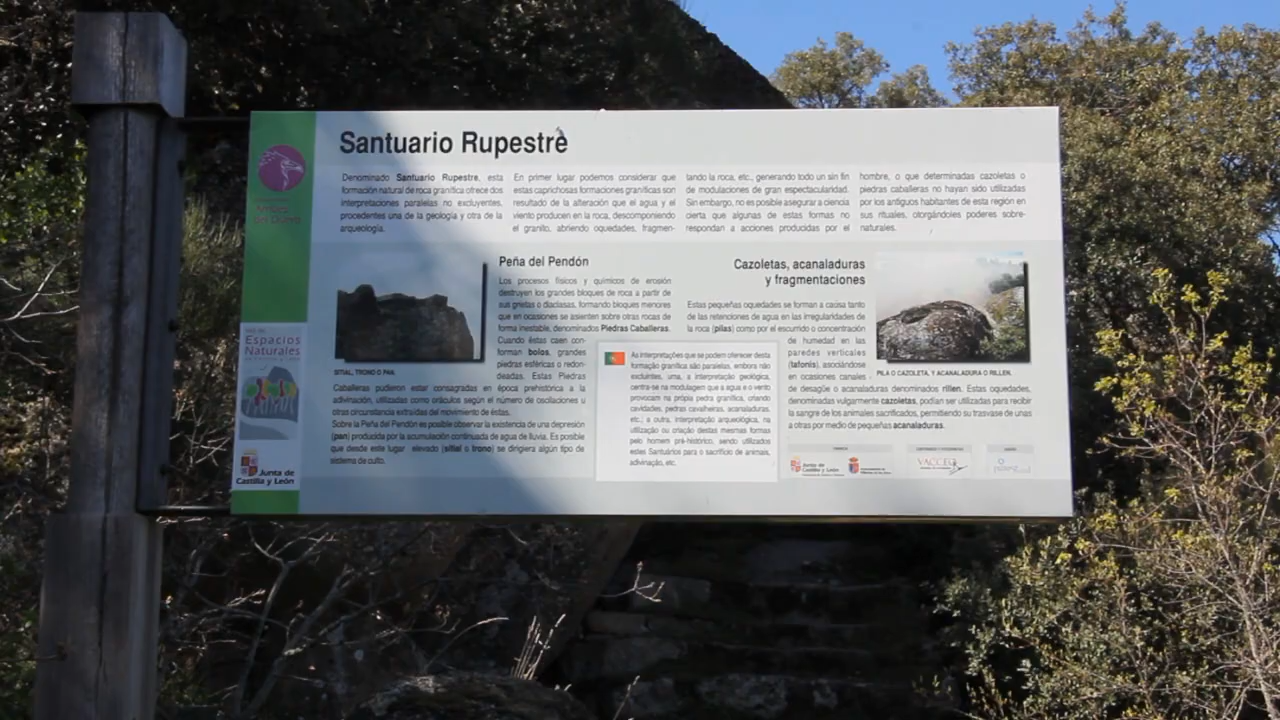 Santuario Rupestre
Denominado Santuario Rupestre, esta
formación natural de roca granítica ofrece dos
interpretaciones paralelas no excluyentes,
procedentes una de la geología y otra de la
arqueología.
En primer lugar podemos considerar que
estas caprichosas formaciones graníticas son
resultado de la alteración que el agua y el
viento producen en la roca, descomponiendo
el granito, abriendo oquedades, fragmen-
tando la roca, etc., generando todo un sin fin
de modulaciones de gran espectacularidad.
Sin embargo, no es posible asegurar a ciencia
cierta que algunas de estas formas no
respondan a acciones producidas por el
hombre, o que determinadas cazoletas o
piedras caballeras no hayan sido utilizadas
por los antiguos habitantes de esta región en
sus rituales, otorgándoles poderes sobre-
naturales.
Arribes
del Duero
Espacios
Naturales
Junta de
Castilla y León
SITIAL, TRONO O PAN.
Peña del Pendón
Los procesos físicos y químicos de erosión
destruyen los grandes bloques de roca a partir de
sus grietas o diaclasas, formando bloques menores
que en ocasiones se asienten sobre otras rocas de
forma inestable, denominados Piedras Caballeras.
Cuando éstas caen con-
forman bolos, grandes
piedras esféricas o redon-
deadas. Estas Piedras
Caballeras pudieron estar consagradas en época prehistórica a la
adivinación, utilizadas como oráculos según el número de oscilaciones u
otras circunstancia extraídas del movimiento de éstas.
Sobre la Peña del Pendón es posible observar la existencia de una depresión
(pan) producida por la acumulación continuada de agua de lluvia. Es posible
que desde este lugar elevado (sitial o trono) se dirigiera algún tipo de
sistema de culto.
As interpretações que se podem oferecer desta
formação granítica são paralelas, embora não
excluintes, uma, a interpretação geológica,
centra-se na modulagem que a agua e o vento
provocam na própia pedra granítica, criando
cavidades, pedras cavalheiras, acanaladuras.
etc.; a outra, interpretação arqueológica, na
utilização ou criação destas mesmas formas
pelo homem pré-histórico, sendo utilizados
estes Santuários para o sacrifício de animais,
adivinação, etc.
Cazoletas, acanaladuras
y fragmentaciones
Estas pequeñas oquedades se forman a causa tanto
de las retenciones de agua en las irregularidades de
la roca (pilas) como por el escurrido o concentración
de humedad en las
paredes verticales
(tafonis), asociándose
en ocasiones canales
de desagüe o acanaladuras denominados rillen. Estas oquedades,
denominadas vulgarmente cazoletas, podían ser utilizadas para recibir
la sangre de los animales sacrificados, permitiendo su trasvase de unas
a otras por medio de pequeñas acanaladuras.
PILA O CAZOLETA, Y ACANALADURA O RILLEN.
Junta de
Castilla y León
VACCEO